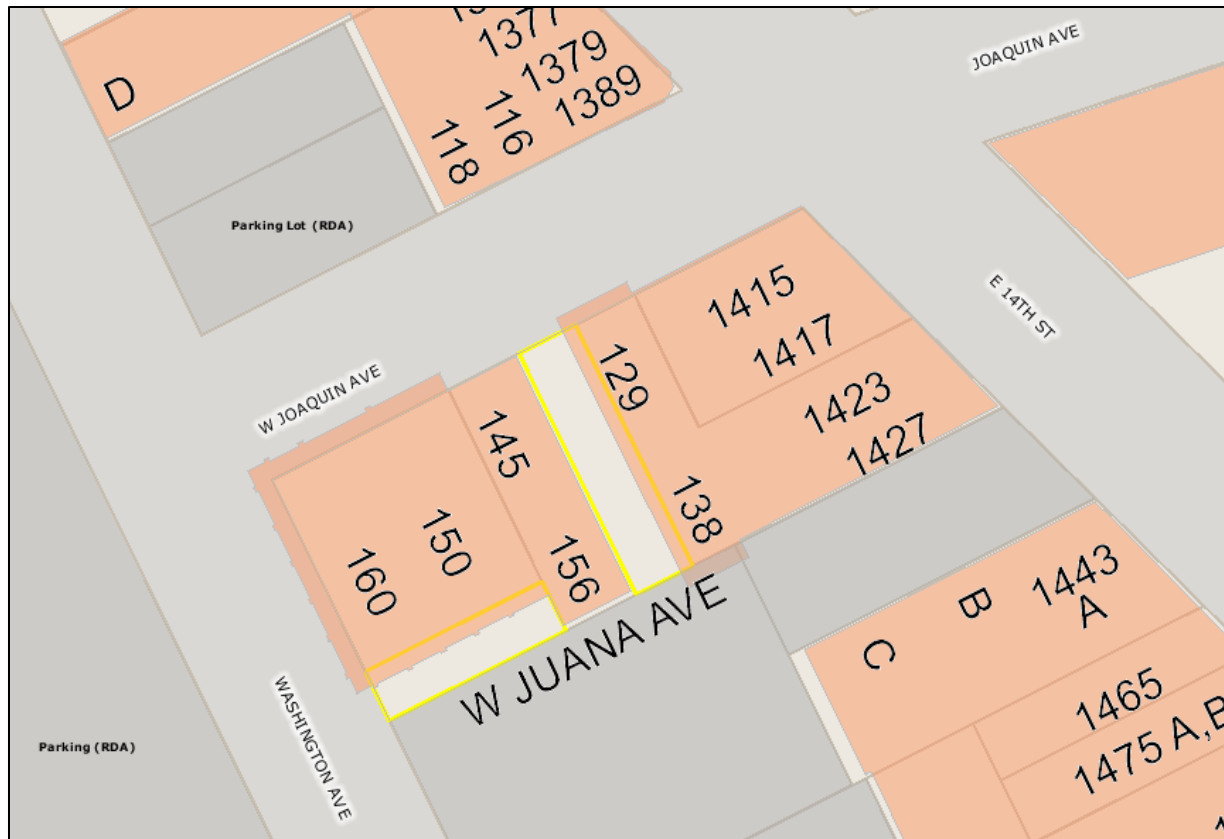 1377
1379
1389
116
118
D
JOAQUIN AVE
Parking Lot (RDA)
E 14TH ST
1415
1417
129
1423
1427
W JOAQUIN AVE
145
138
150
156
160
W JUANA AVE
1443
A
B
C
1465
1475 A,B
WASHINGTON AVE
Parking (RDA)